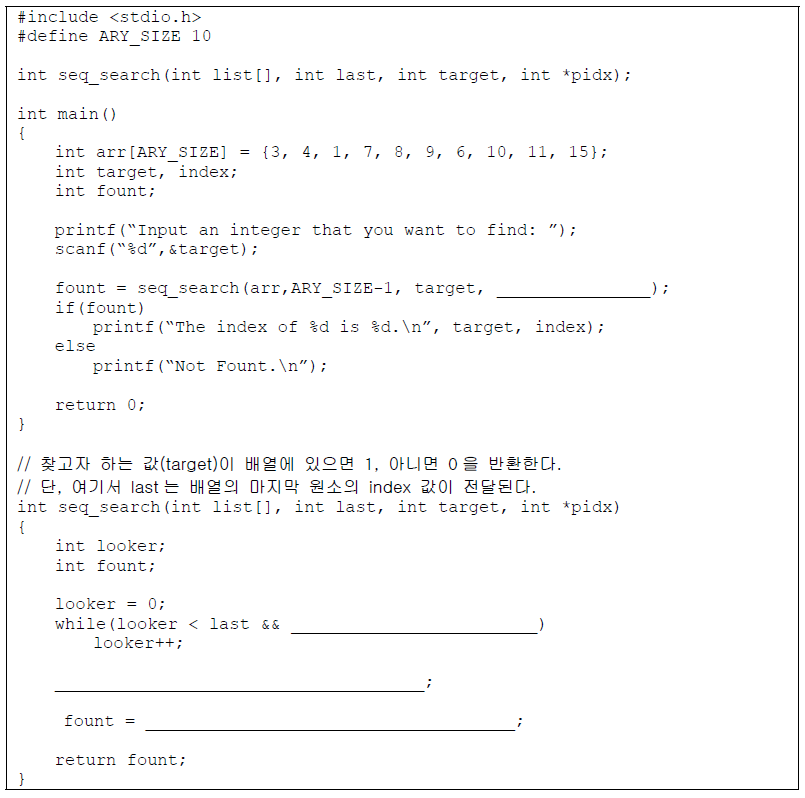 #include <stdio.h>
#define ARY_SIZE 10
int seq_search(int list[], int last, int target, int *pidx);
int main()
{
int arr[ARY_SIZE] = {3, 4, 1, 7, 8, 9, 6, 10, 11, 15};
int target, index;
int fount;
printf(“Input an integer that you want to find: ”);
scanf(“%d”,&target);
fount = seq_search(arr,ARY_SIZE-1, target, ________________);
if(fount)
printf(“The index of %d is %d.\n”, target, index);
else
printf(“Not Fount.\n”);
return 0;
}
// 찾고자 하는 값(target)이 배열에 있으면 1, 아니면 0을 반환한다.
// 단, 여기서 last는 배열의 마지막 원소의 index 값이 전달된다.
int seq_search(int list[], int last, int target, int *pidx)
{
int looker;
int fount;
looker = 0;
while(looker < last && __________________________)
looker++;
_______________________________________;
fount = _______________________________________;
return fount;
}